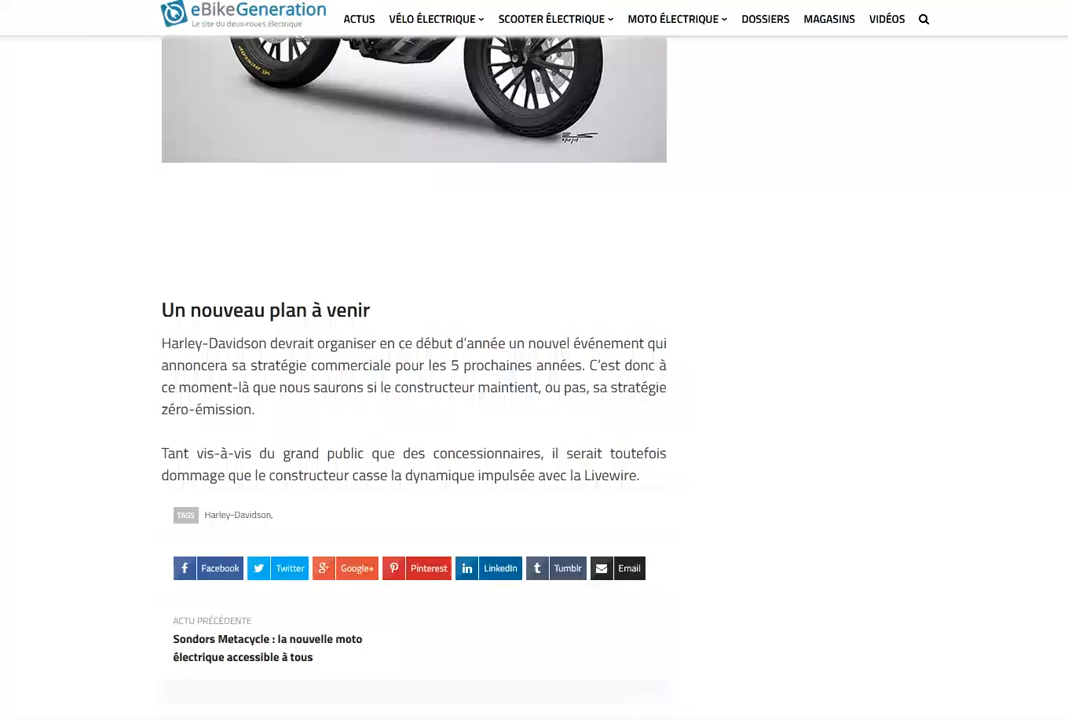 eBikeGeneration
Le site du deux-roues électrique
ACTUS VÉLO ÉLECTRIQUE SCOOTER ÉLECTRIQUE MOTO ÉLECTRIQUE DOSSIERS MAGASINS VIDÉOS
DUNLOP
Un nouveau plan à venir
Harley-Davidson devrait organiser en ce début d’année un nouvel événement qui
annoncera sa stratégie commerciale pour les 5 prochaines années. C’est donc à
ce moment-là que nous saurons si le constructeur maintient, ou pas, sa stratégie
zéro-émission.
Tant vis-à-vis du grand public que des concessionnaires, il serait toutefois
dommage que le constructeur casse la dynamique impulsée avec la Livewire.
TAGS Harley-Davidson,
Facebook Twitter Google+ Pinterest LinkedIn Tumblr Email
ACTU PRÉCÉDENTE
Sondors Metacycle : la nouvelle moto
électrique accessible à tous